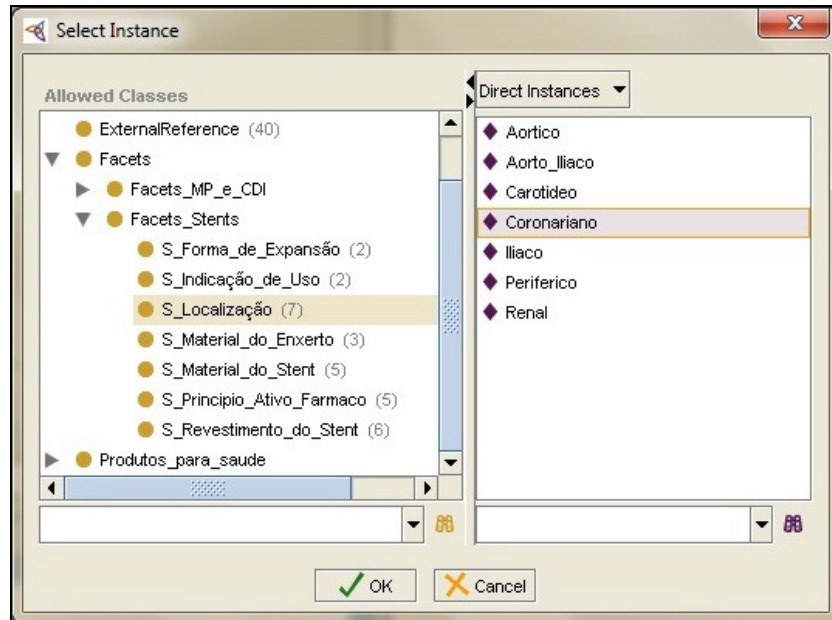 Select Instance
Allowed Classes
ExternalReference (40)
Facets
Facets_MP_e_CDI
Facets_Stents
S_Forma_de_Expansão (2)
S_Indicação_de_Uso (2)
S_Localização (7)
S_Material_do_Enxerto (3)
S_Material_do_Stent (5)
S_Principio_Ativo_Farmaco (5)
S_Revestimento_do_Stent (6)
Produtos_para_saude
Direct Instances
Aortico
Aorto_Iliaco
Carotideo
Coronariano
Iliaco
Periferico
Renal
OK
Cancel